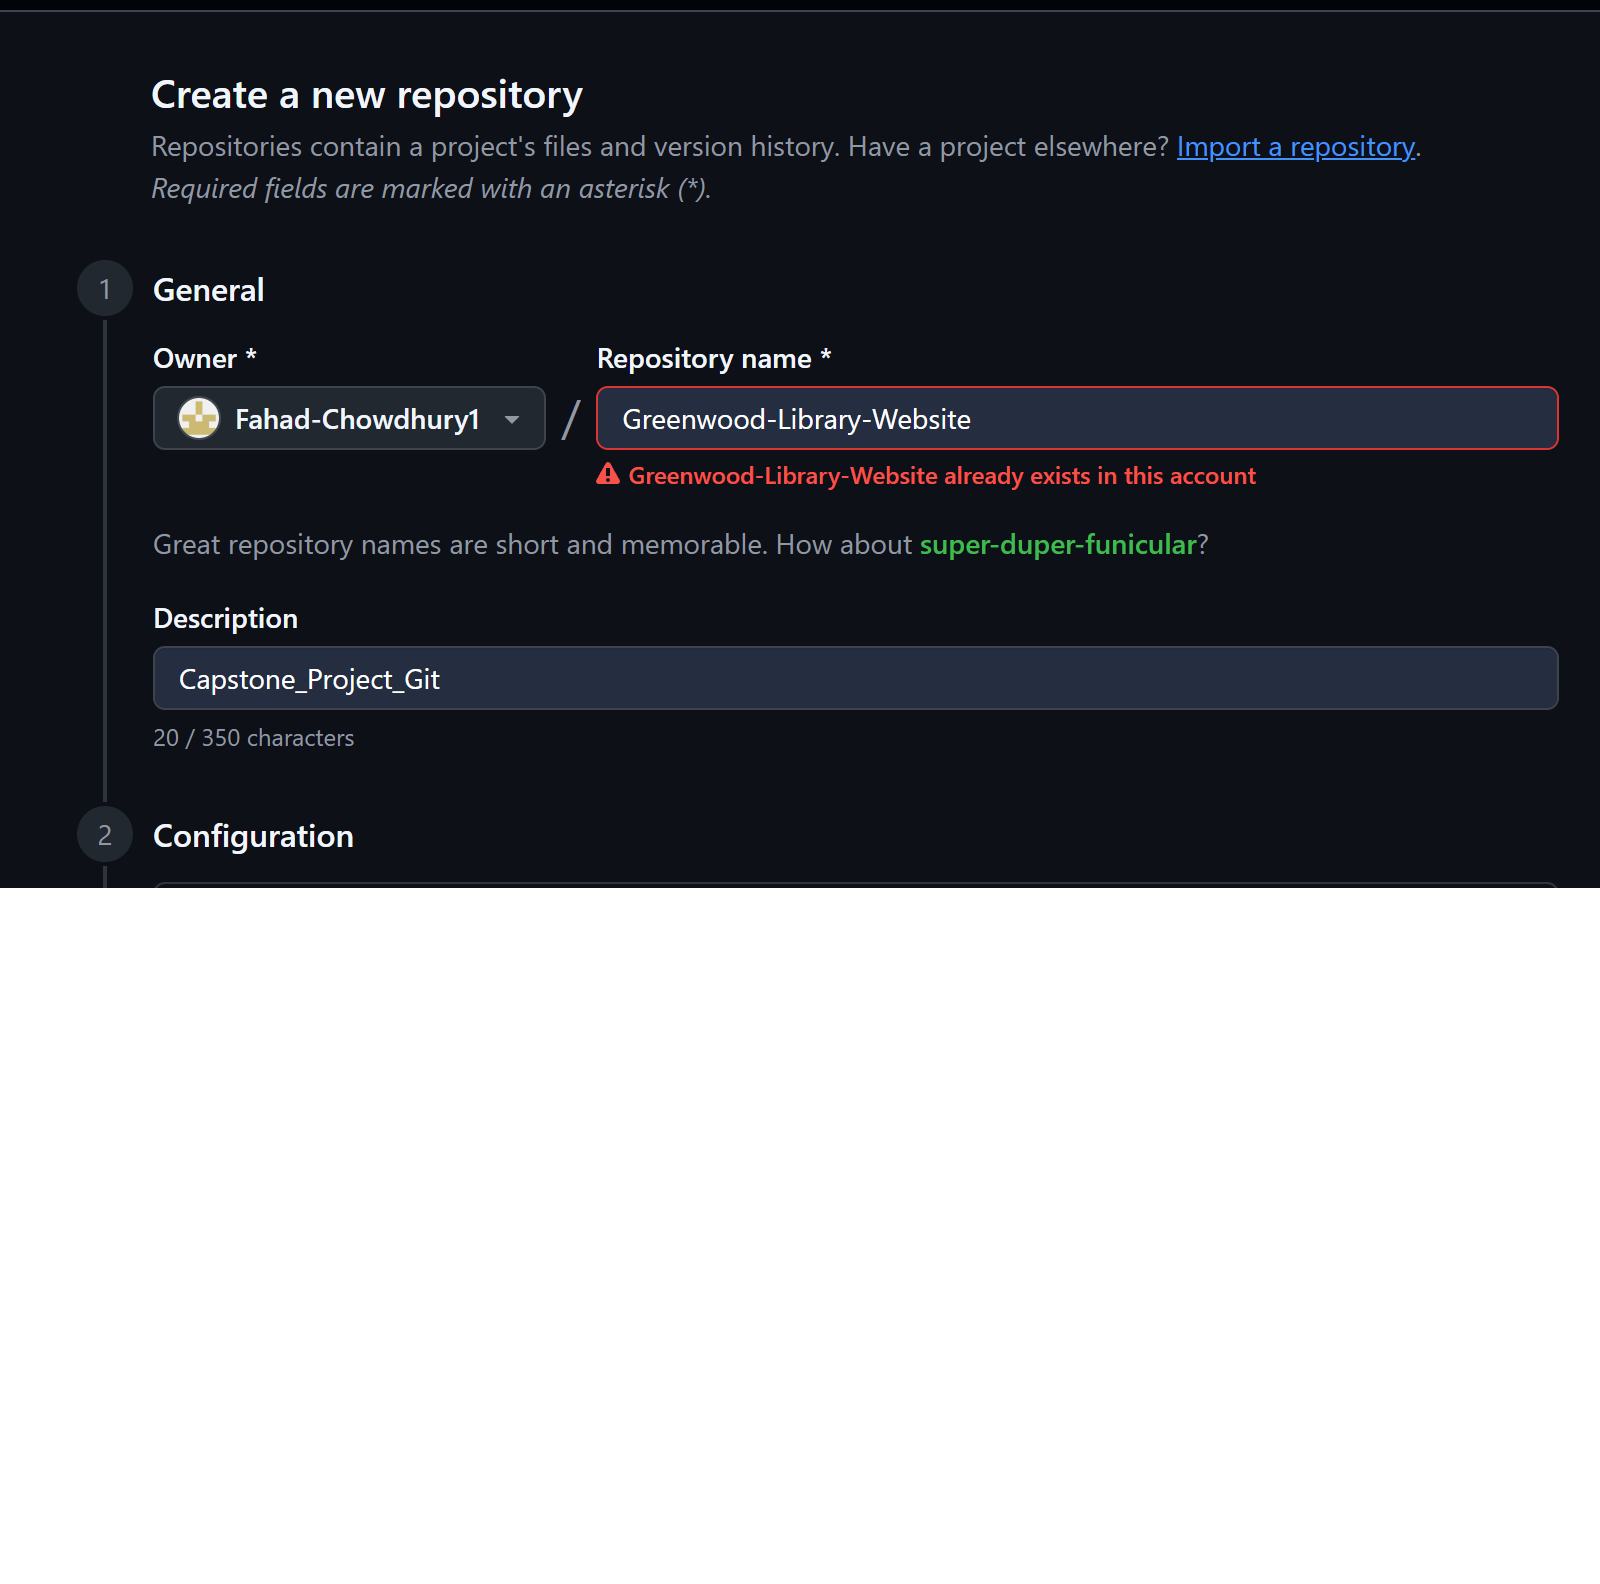 Create a new repository
Repositories contain a project's files and version history. Have a project elsewhere? Import a repository.
Required fields are marked with an asterisk (*).
1 General
Owner * Repository name *
Fahad-Chowdhury1 / Greenwood-Library-Website
Greenwood-Library-Website already exists in this account
Great repository names are short and memorable. How about super-duper-funicular?
Description
Capstone_Project_Git
20 / 350 characters
2 Configuration